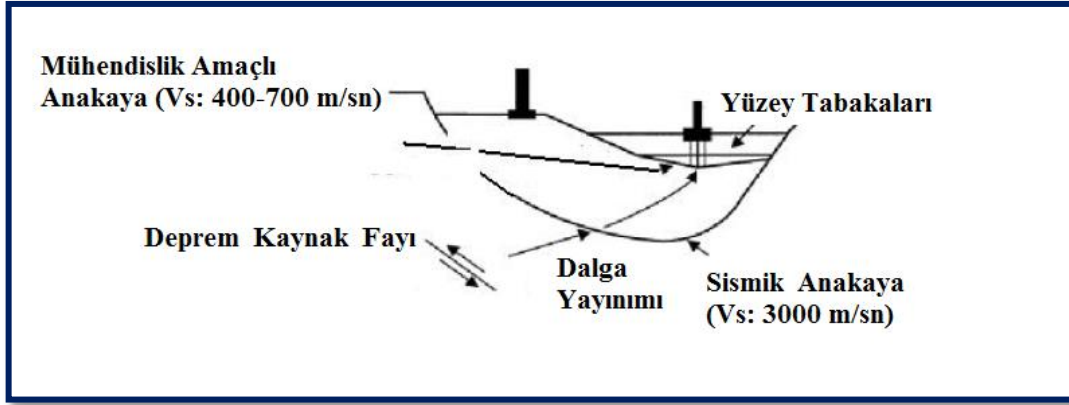 Mühendislik Amaçlı
Anakaya (Vs: 400-700 m/sn)
Yüzey Tabakaları
Deprem Kaynak Fayı
Dalga
Yayınımı
Sismik Anakaya
(Vs: 3000 m/sn)